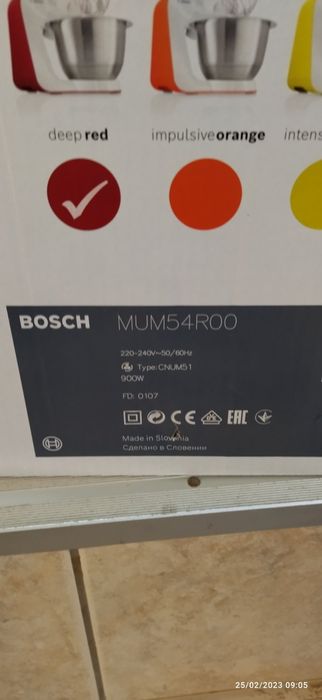 deep red
impulsiveorange
intens
BOSCH
MUM54R00
220-240V~50/60Hz
Type: CNUM51
900W
FD: 0107
CE
EAC
Made in Slovenia
Сделано в Словении
25/02/2023 09:05